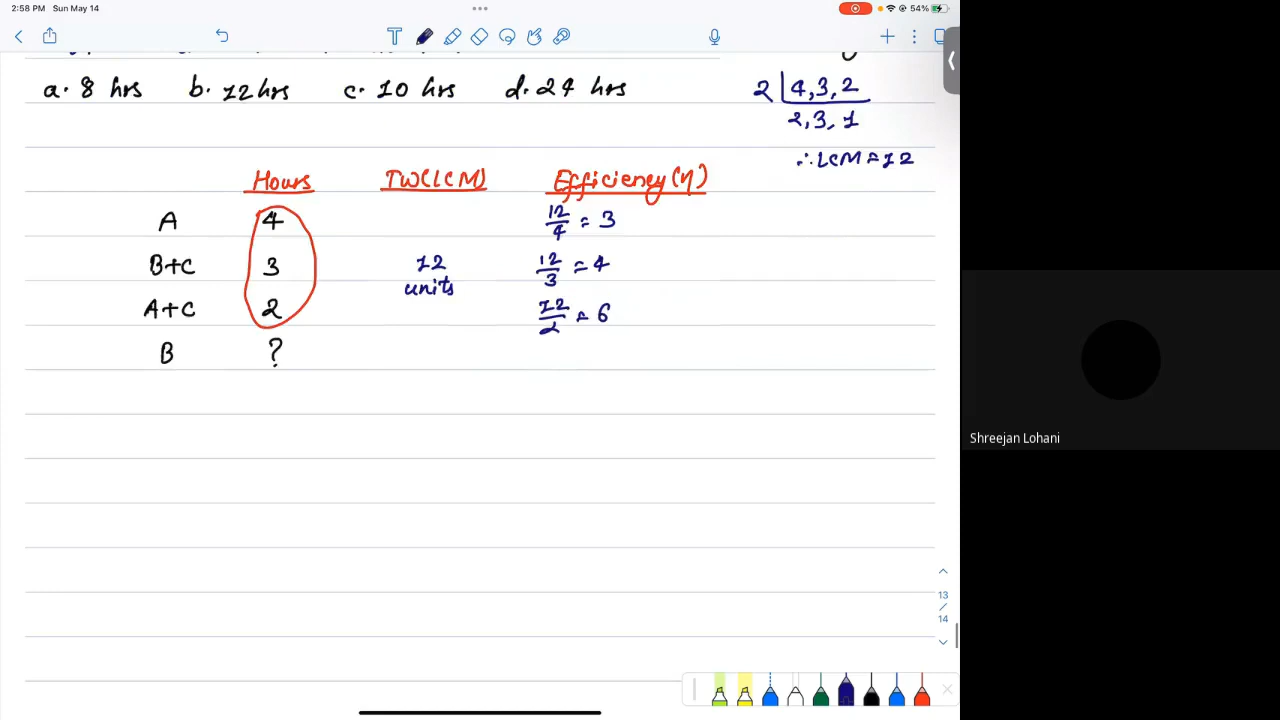 2:58 PM Sun May 14
54%
a. 8 hrs b. 12 hrs c. 10 hrs d. 24 hrs
2 | 4, 3, 2
2, 3, 1
∴ LCM = 12
Hours TW(LCM) Efficiency(η)
A 4 12/4 = 3
B+C 3 12 units 12/3 = 4
A+C 2 12/2 = 6
B ?
13
/
14
Shreejan Lohani